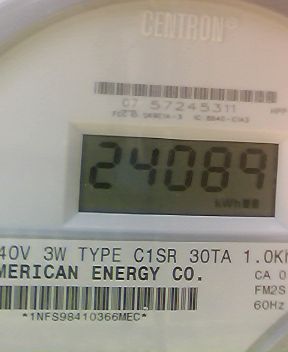 CENTRON®
07 57245311
24089
kWh
40V 3W TYPE C1SR 30TA 1.0Kh
MERICAN ENERGY CO.
CA 0
FM2S
60Hz
*1NFS98410366MEC*